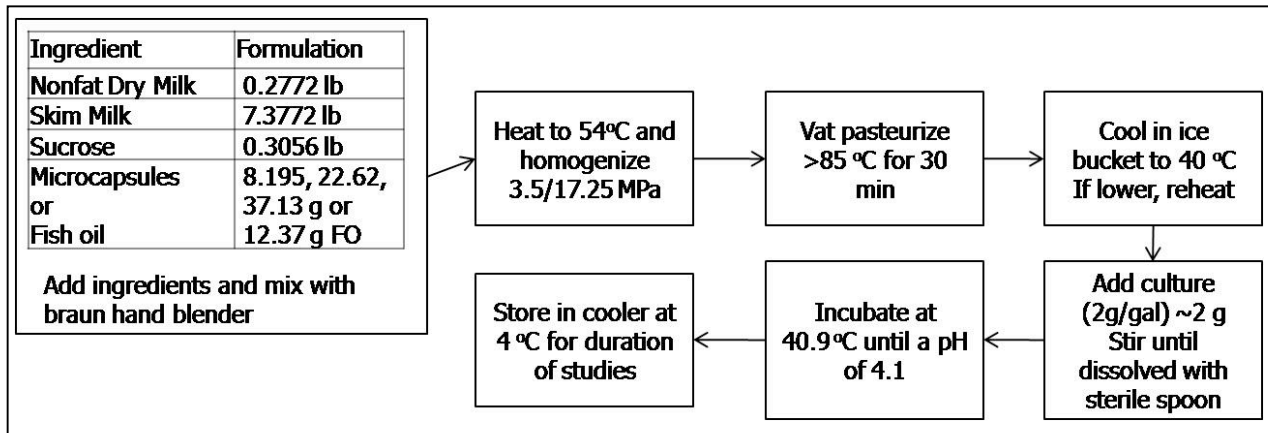 Ingredient Formulation
Nonfat Dry Milk 0.2772 lb
Skim Milk 7.3772 lb
Sucrose 0.3056 lb
Microcapsules 8.195, 22.62,
or 37.13 g or
Fish oil 12.37 g FO
Add ingredients and mix with
braun hand blender
Heat to 54ºC and
homogenize
3.5/17.25 MPa
Vat pasteurize
>85 ºC for 30
min
Cool in ice
bucket to 40 ºC
If lower, reheat
Add culture
(2g/gal) ~2 g
Stir until
dissolved with
sterile spoon
Incubate at
40.9ºC until a pH
of 4.1
Store in cooler at
4 ºC for duration
of studies